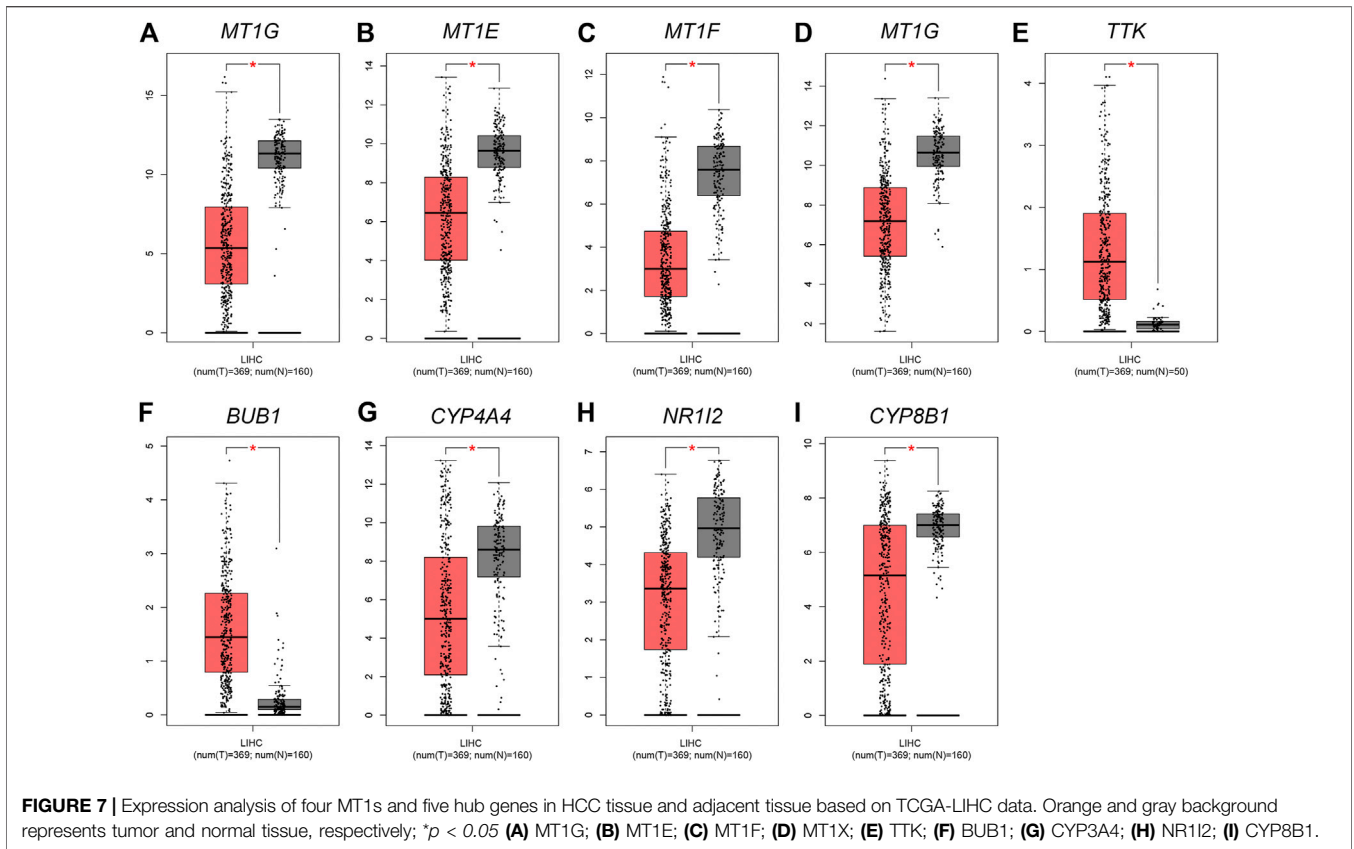 A MT1G
*
15
10
5
0
LIHC
(num(T)=369; num(N)=160)
B MT1E
*
14
12
10
8
6
4
2
0
LIHC
(num(T)=369; num(N)=160)
C MT1F
*
12
10
8
6
4
2
0
LIHC
(num(T)=369; num(N)=160)
D MT1G
*
14
12
10
8
6
4
2
LIHC
(num(T)=369; num(N)=160)
E TTK
*
4
3
2
1
0
LIHC
(num(T)=369; num(N)=50)
F BUB1
*
5
4
3
2
1
0
LIHC
(num(T)=369; num(N)=160)
G CYP4A4
*
14
12
10
8
6
4
2
0
LIHC
(num(T)=369; num(N)=160)
H NR1I2
*
7
6
5
4
3
2
1
0
LIHC
(num(T)=369; num(N)=160)
I CYP8B1
*
10
8
6
4
2
0
LIHC
(num(T)=369; num(N)=160)
FIGURE 7 | Expression analysis of four MT1s and five hub genes in HCC tissue and adjacent tissue based on TCGA-LIHC data. Orange and gray background
represents tumor and normal tissue, respectively; *p < 0.05 (A) MT1G; (B) MT1E; (C) MT1F; (D) MT1X; (E) TTK; (F) BUB1; (G) CYP3A4; (H) NR1I2; (I) CYP8B1.